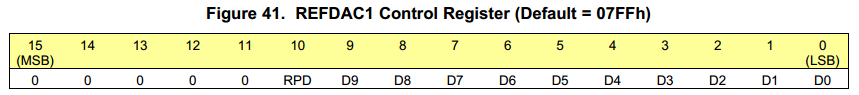 Figure 41. REFDAC1 Control Register (Default = 07FFh)
15 14 13 12 11 10 9 8 7 6 5 4 3 2 1 0
(MSB) (LSB)
0 0 0 0 0 RPD D9 D8 D7 D6 D5 D4 D3 D2 D1 D0